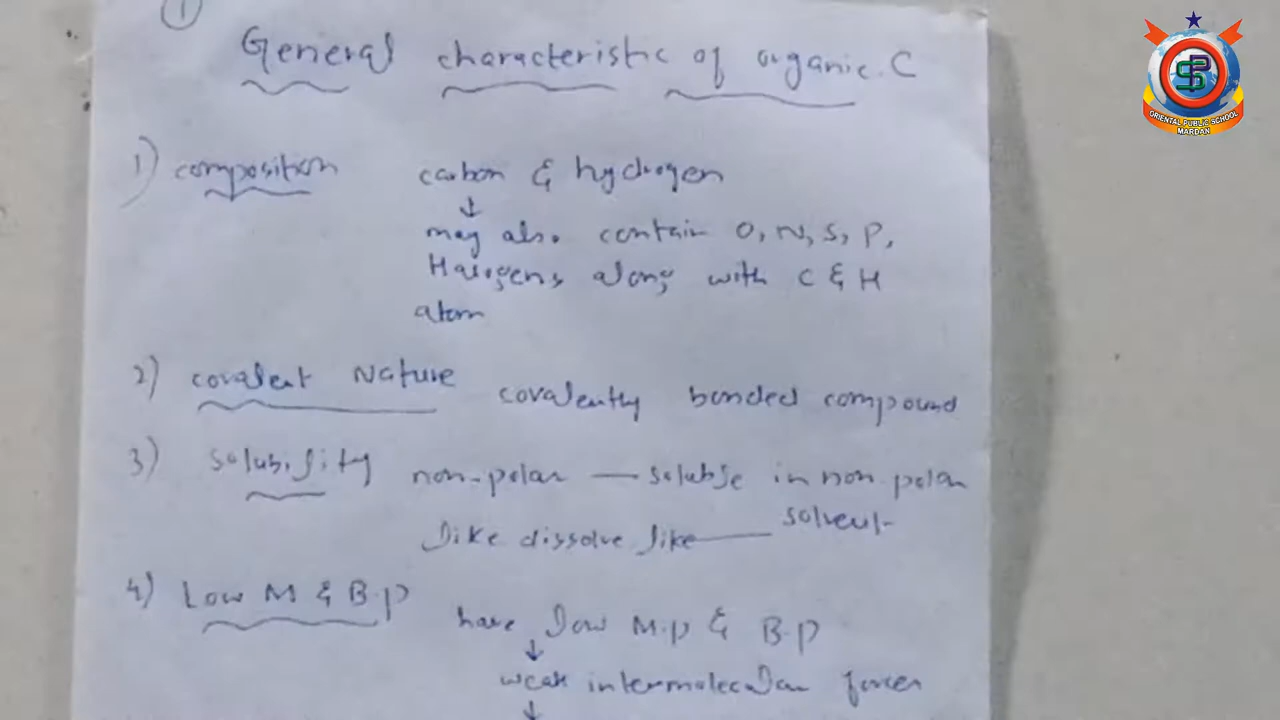 1
General characteristic of organic. C
1) composition carbon & hydrogen
↓
may also contain O, N, S, P,
Halogens along with C & H
atom
2) covalent Nature covalently bonded compound
3) solubility non-polar — soluble in non-polar
solvent
like dissolve like
4) Low M & B.P
have low M.P & B.P
↓
weak intermolecular forces
↓
SP
ORIENTAL PUBLIC SCHOOL
MARDAN